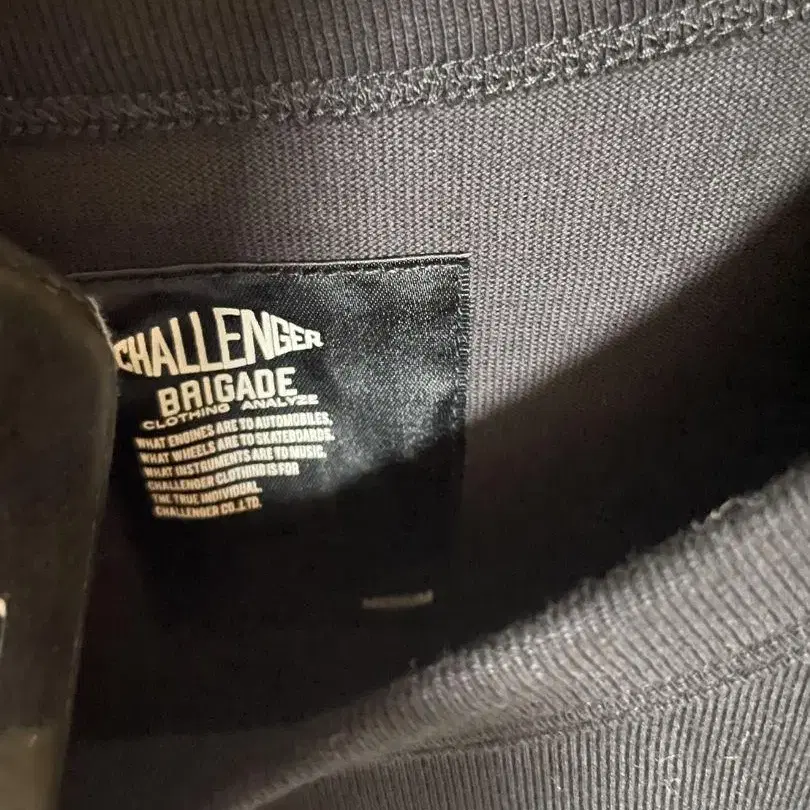 CHALLENGER
BRIGADE
CLOTHING ANALYZE
WHAT ENGINES ARE TO AUTOMOBILES.
WHAT WHEELS ARE TO SKATEBOARDS.
WHAT INSTRUMENTS ARE TO MUSIC.
CHALLENGER CLOTHING IS FOR
THE TRUE INDIVIDUAL.
CHALLENGER CO.,LTD.